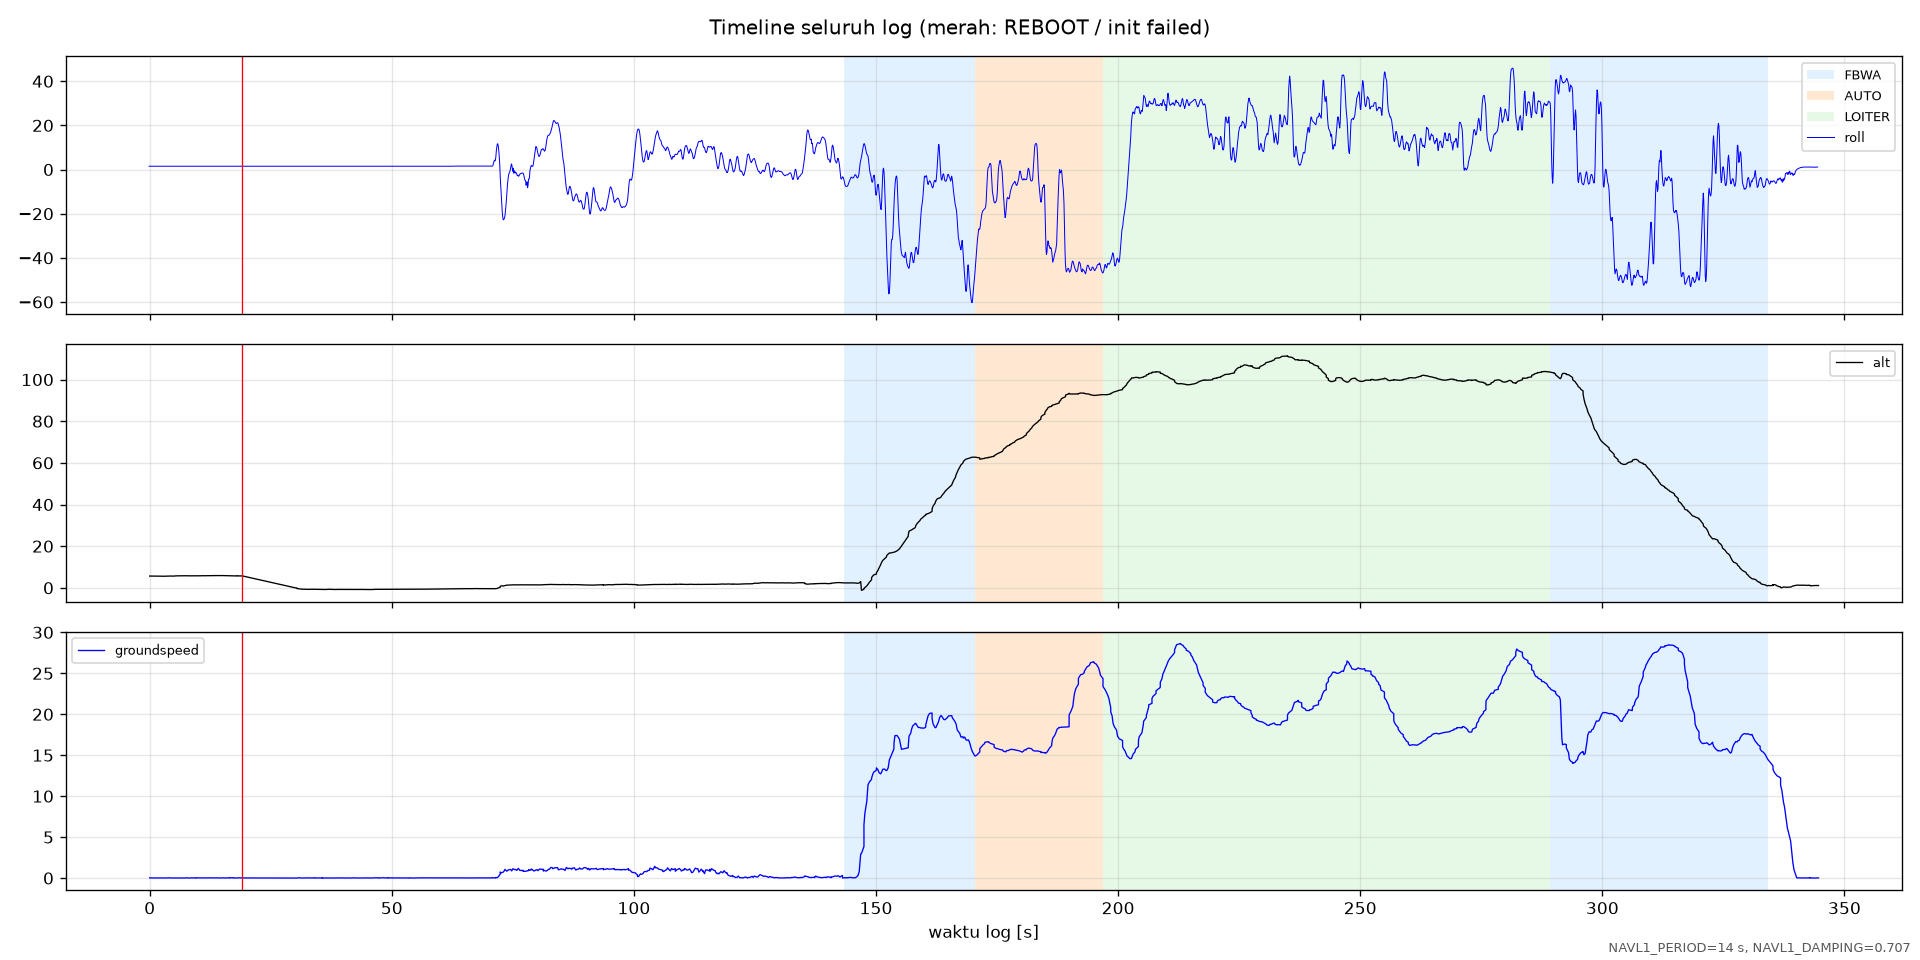 Timeline seluruh log (merah: REBOOT / init failed)
40
20
0
−20
−40
−60
FBWA
AUTO
LOITER
roll
100
80
60
40
20
0
alt
30
25
20
15
10
5
0
groundspeed
0 50 100 150 200 250 300 350
waktu log [s]
NAVL1_PERIOD=14 s, NAVL1_DAMPING=0.707